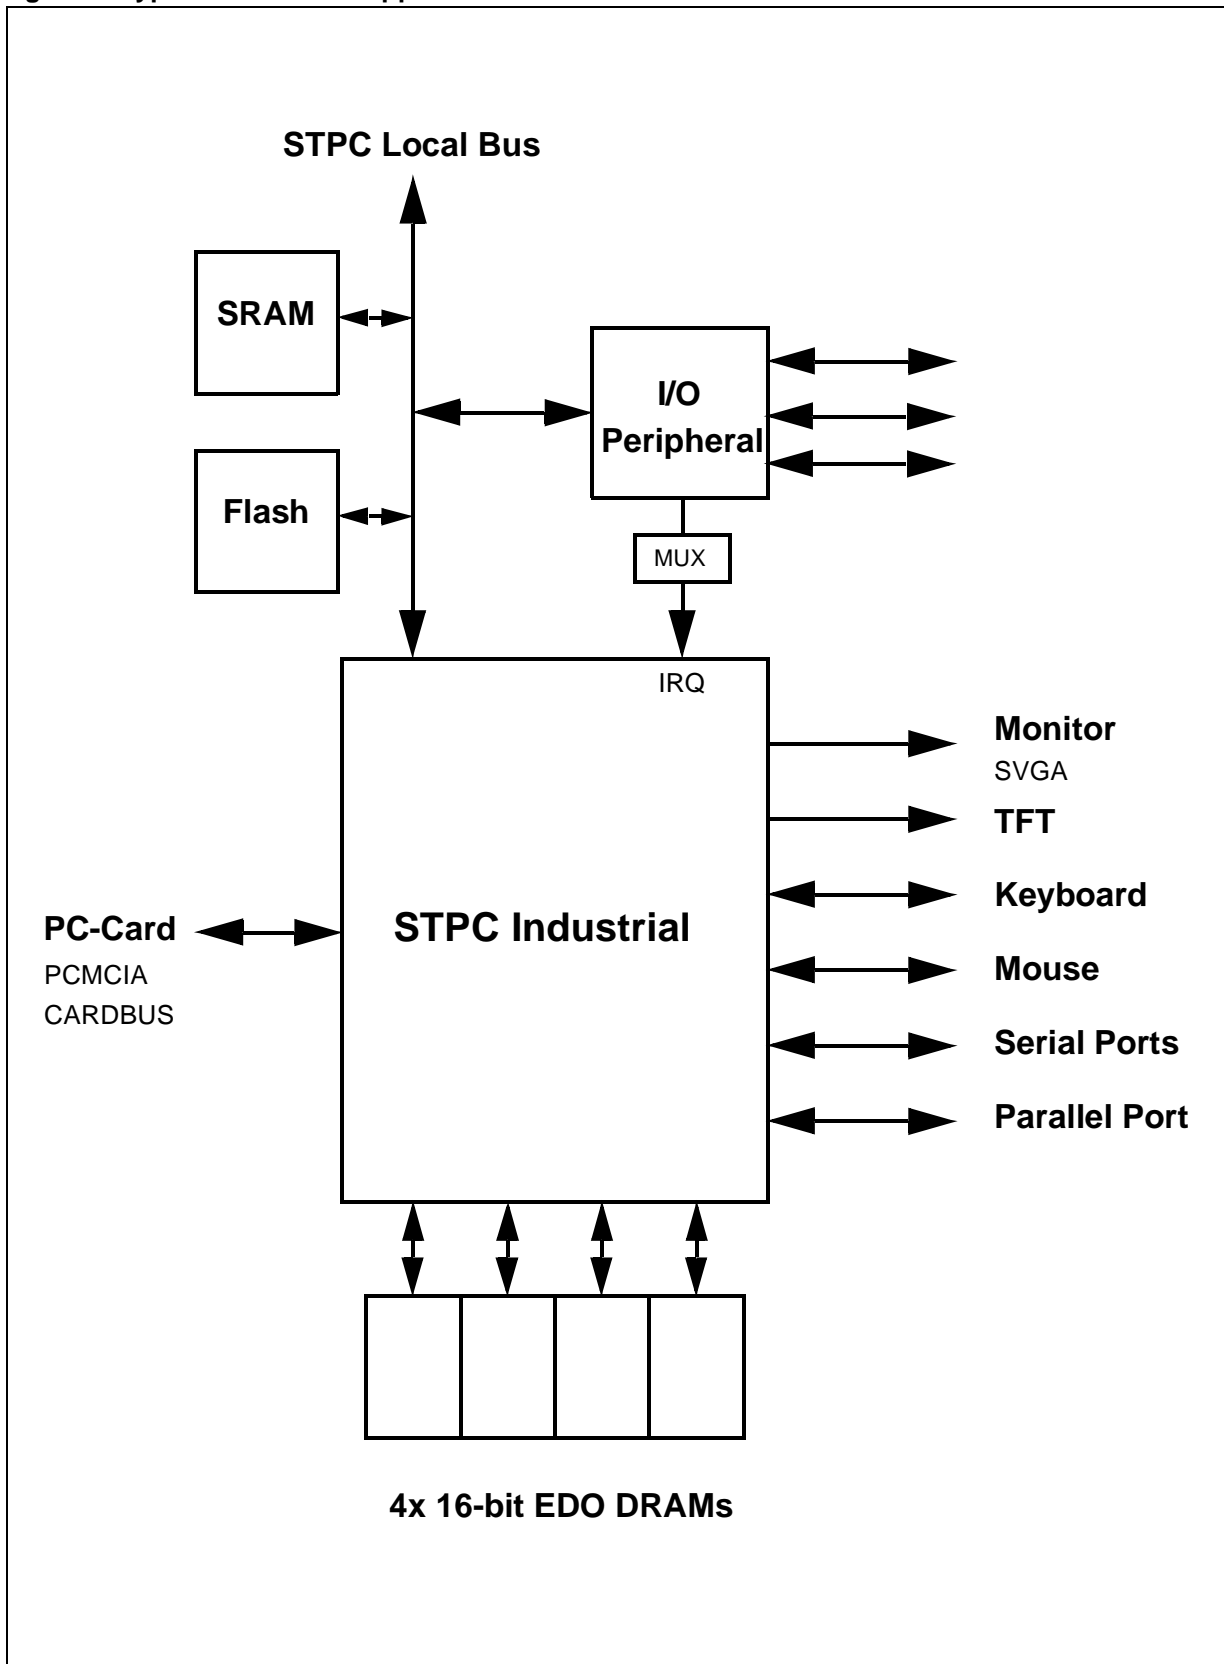 STPC Local Bus
SRAM
I/O
Peripheral
Flash
MUX
IRQ
Monitor
SVGA
TFT
Keyboard
STPC Industrial
PC-Card
PCMCIA
CARDBUS
Mouse
Serial Ports
Parallel Port
4x 16-bit EDO DRAMs